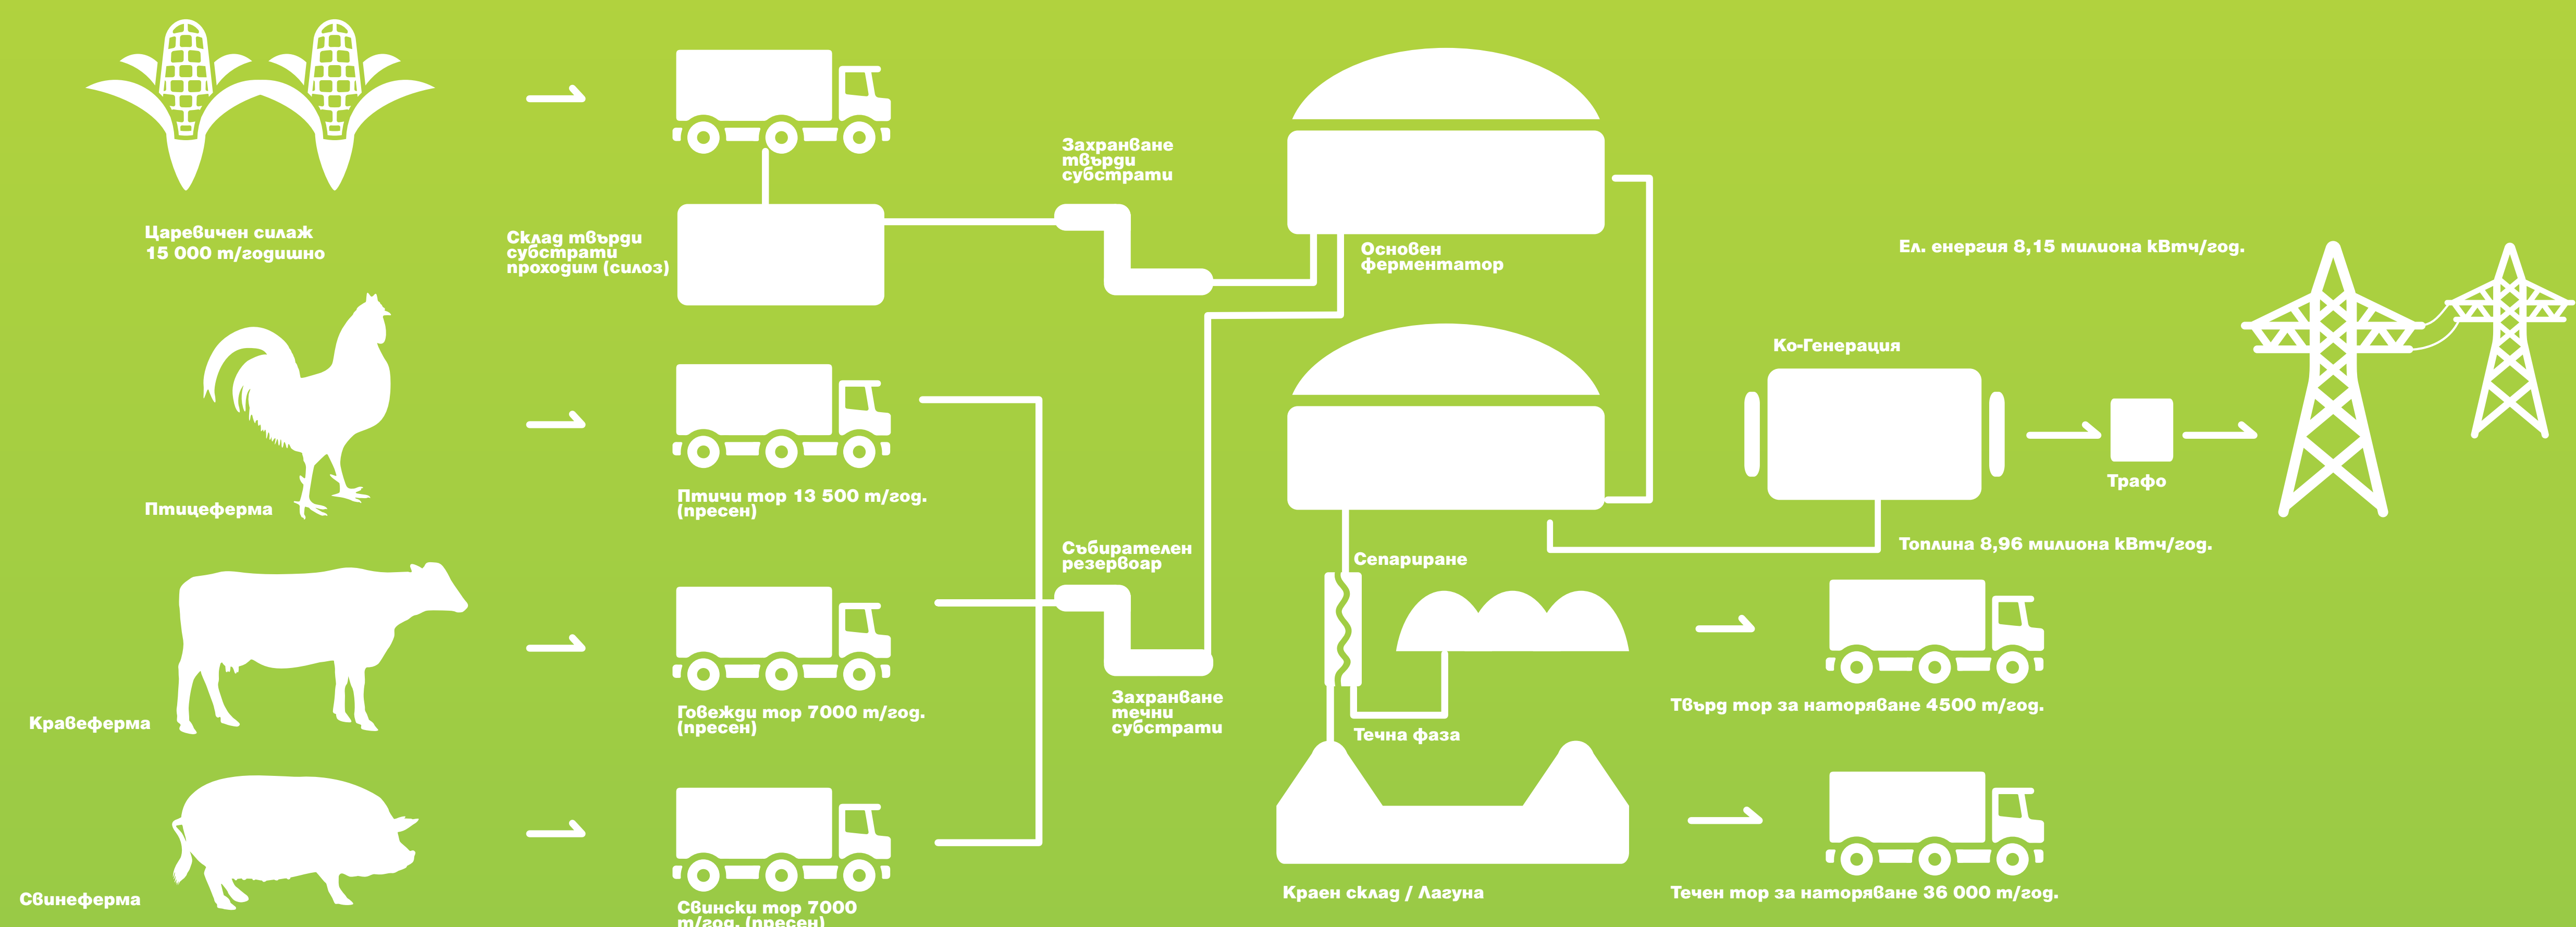 Царевичен силаж
15 000 т/годишно
Склад твърди
субстрати
проходим (силоз)
Захранване
твърди
субстрати
Основен
ферментатор
Ел. енергия 8,15 милиона кВтч/год.
Ко-Генерация
Трафо
Топлина 8,96 милиона кВтч/год.
Птицеферма
Птичи тор 13 500 т/год.
(пресен)
Събирателен
резервоар
Сепариране
Кравеферма
Говежди тор 7000 т/год.
(пресен)
Захранване
течни
субстрати
Течна фаза
Твърд тор за наторяване 4500 т/год.
Свинеферма
Свински тор 7000
т/год. (пресен)
Краен склад / Лагуна
Течен тор за наторяване 36 000 т/год.